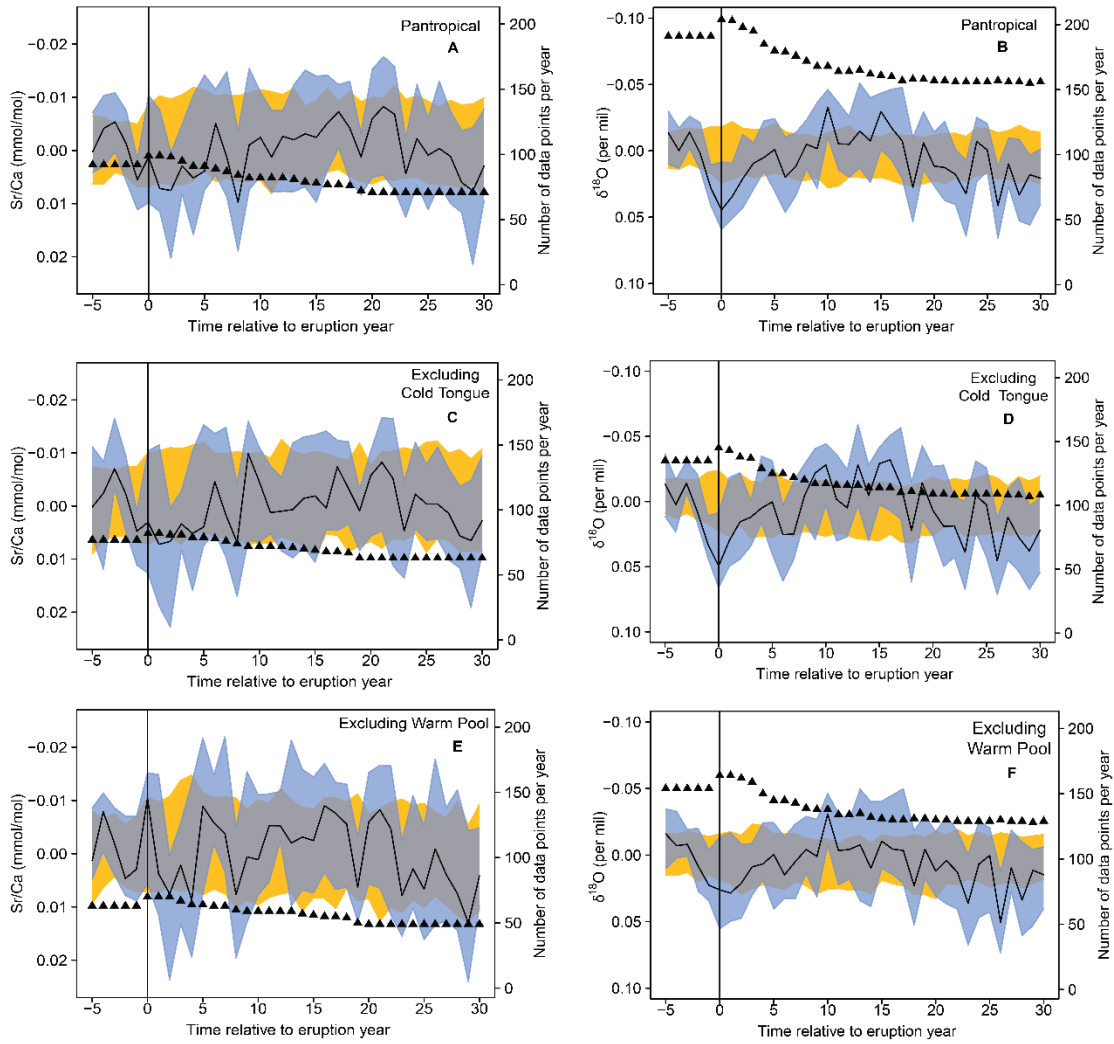 Pantropical
A
−0.02
−0.01
0.00
0.01
0.02
Sr/Ca (mmol/mol)
200
150
100
50
0
Number of data points per year
−5 0 5 10 15 20 25 30
Time relative to eruption year
Pantropical
B
−0.10
−0.05
0.00
0.05
0.10
δ18O (per mil)
200
150
100
50
0
Number of data points per year
−5 0 5 10 15 20 25 30
Time relative to eruption year
Excluding
Cold Tongue
C
−0.02
−0.01
0.00
0.01
0.02
Sr/Ca (mmol/mol)
200
150
100
50
0
Number of data points per year
−5 0 5 10 15 20 25 30
Time relative to eruption year
Excluding
Cold Tongue
D
−0.10
−0.05
0.00
0.05
0.10
δ18O (per mil)
200
150
100
50
0
Number of data points per year
−5 0 5 10 15 20 25 30
Time relative to eruption year
Excluding Warm Pool
E
−0.02
−0.01
0.00
0.01
0.02
Sr/Ca (mmol/mol)
200
150
100
50
0
Number of data points per year
−5 0 5 10 15 20 25 30
Time relative to eruption year
Excluding
Warm Pool
F
−0.10
−0.05
0.00
0.05
0.10
δ18O (per mil)
200
150
100
50
0
Number of data points per year
−5 0 5 10 15 20 25 30
Time relative to eruption year